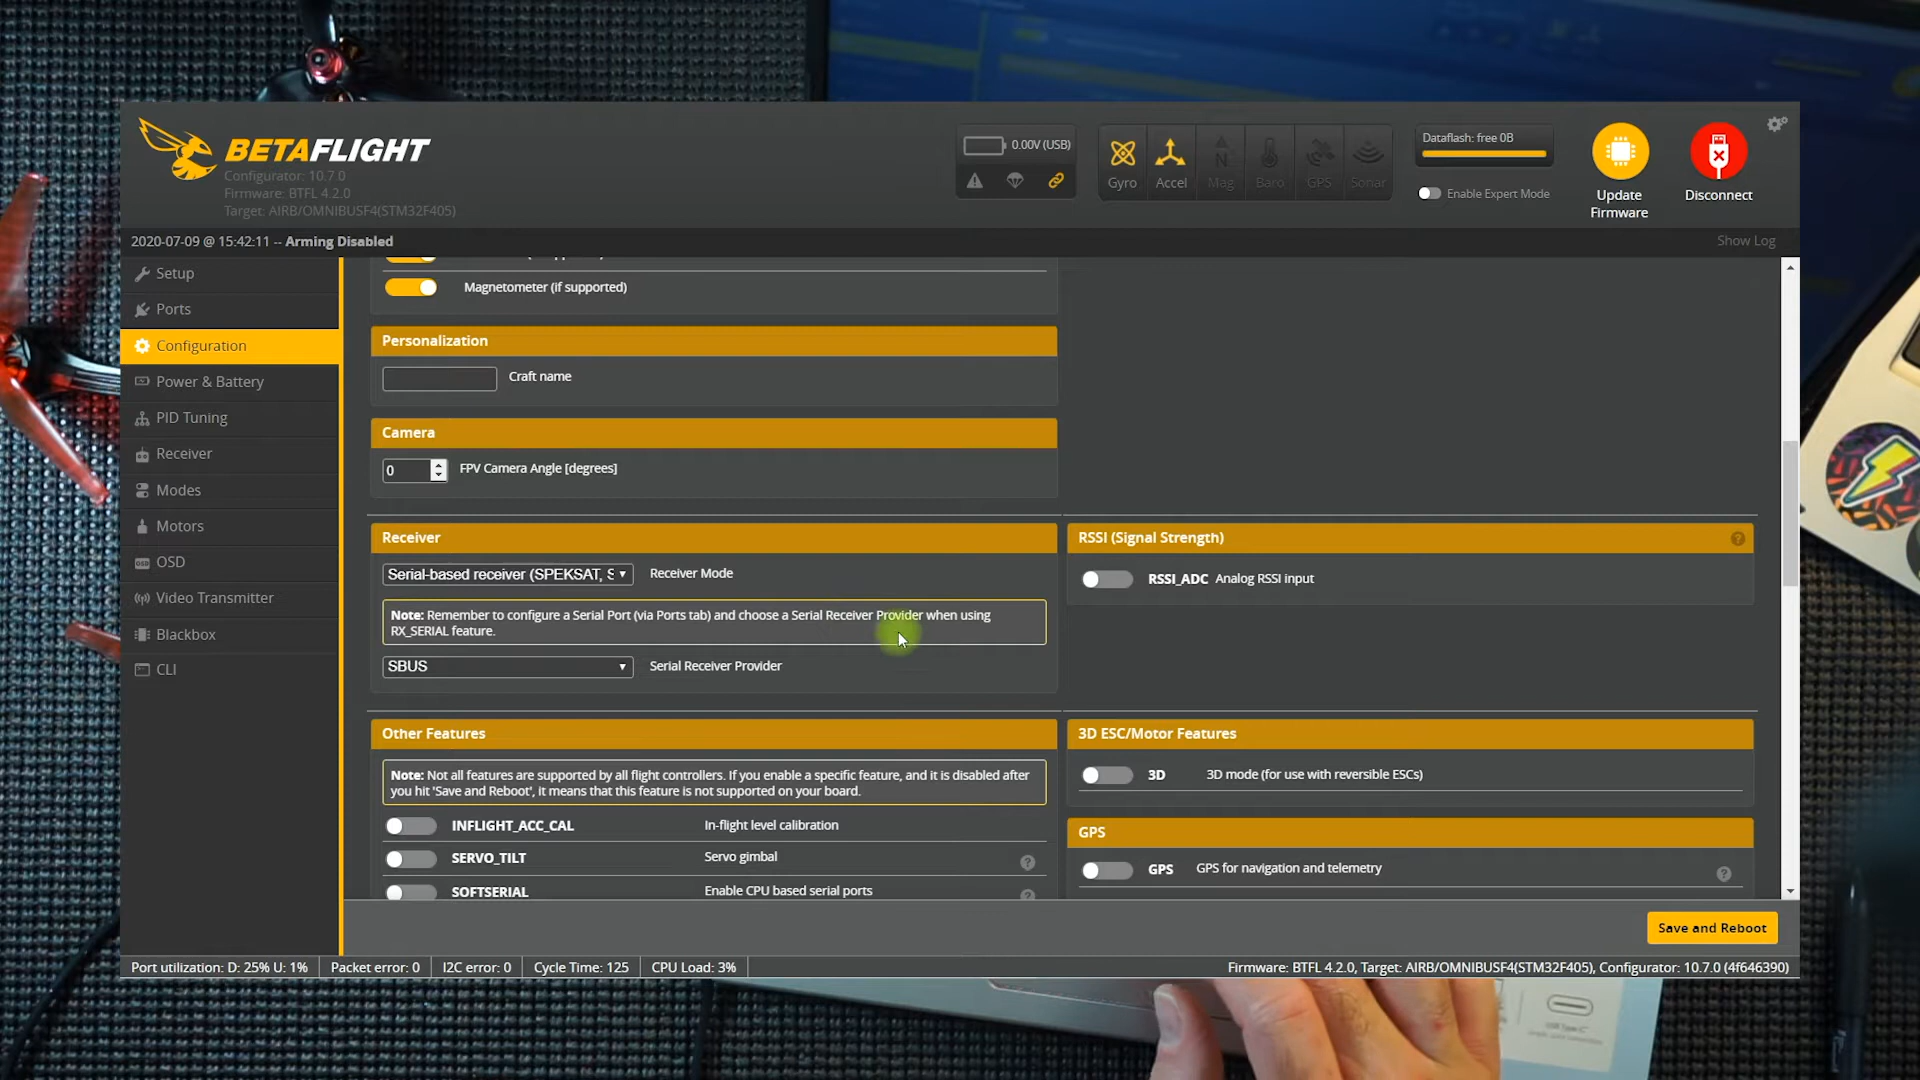 BETAFLIGHT
Configurator: 10.7.0
Firmware: BTFL 4.2.0
Target: AIRB/OMNIBUSF4(STM32F405)
0.00V (USB)
Gyro
Accel
Mag
Baro
GPS
Sonar
Dataflash: free 0B
Enable Expert Mode
Update
Firmware
Disconnect
2020-07-09 @ 15:42:11 -- Arming Disabled
Show Log
Setup
Ports
Configuration
Power & Battery
PID Tuning
Receiver
Modes
Motors
OSD
Video Transmitter
Blackbox
CLI
Magnetometer (if supported)
Personalization
Craft name
Camera
0
FPV Camera Angle [degrees]
Receiver
Serial-based receiver (SPEKSAT, S
Receiver Mode
Note: Remember to configure a Serial Port (via Ports tab) and choose a Serial Receiver Provider when using
RX_SERIAL feature.
SBUS
Serial Receiver Provider
RSSI (Signal Strength)
RSSI_ADC Analog RSSI input
Other Features
Note: Not all features are supported by all flight controllers. If you enable a specific feature, and it is disabled after
you hit 'Save and Reboot', it means that this feature is not supported on your board.
INFLIGHT_ACC_CAL
In-flight level calibration
SERVO_TILT
Servo gimbal
SOFTSERIAL
Enable CPU based serial ports
3D ESC/Motor Features
3D
3D mode (for use with reversible ESCs)
GPS
GPS
GPS for navigation and telemetry
Save and Reboot
Port utilization: D: 25% U: 1%
Packet error: 0
I2C error: 0
Cycle Time: 125
CPU Load: 3%
Firmware: BTFL 4.2.0, Target: AIRB/OMNIBUSF4(STM32F405), Configurator: 10.7.0 (4f646390)